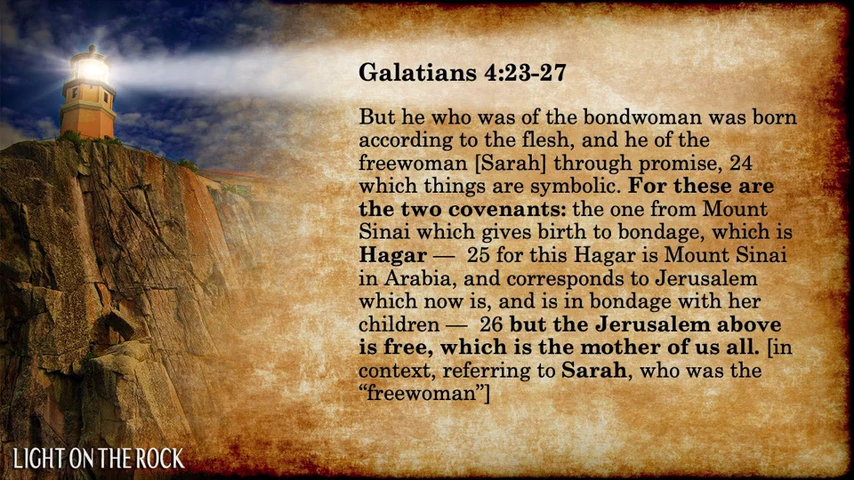 Galatians 4:23-27
But he who was of the bondwoman was born
according to the flesh, and he of the
freewoman [Sarah] through promise, 24
which things are symbolic. For these are
the two covenants: the one from Mount
Sinai which gives birth to bondage, which is
Hagar — 25 for this Hagar is Mount Sinai
in Arabia, and corresponds to Jerusalem
which now is, and is in bondage with her
children — 26 but the Jerusalem above
is free, which is the mother of us all. [in
context, referring to Sarah, who was the
“freewoman”]
LIGHT ON THE ROCK